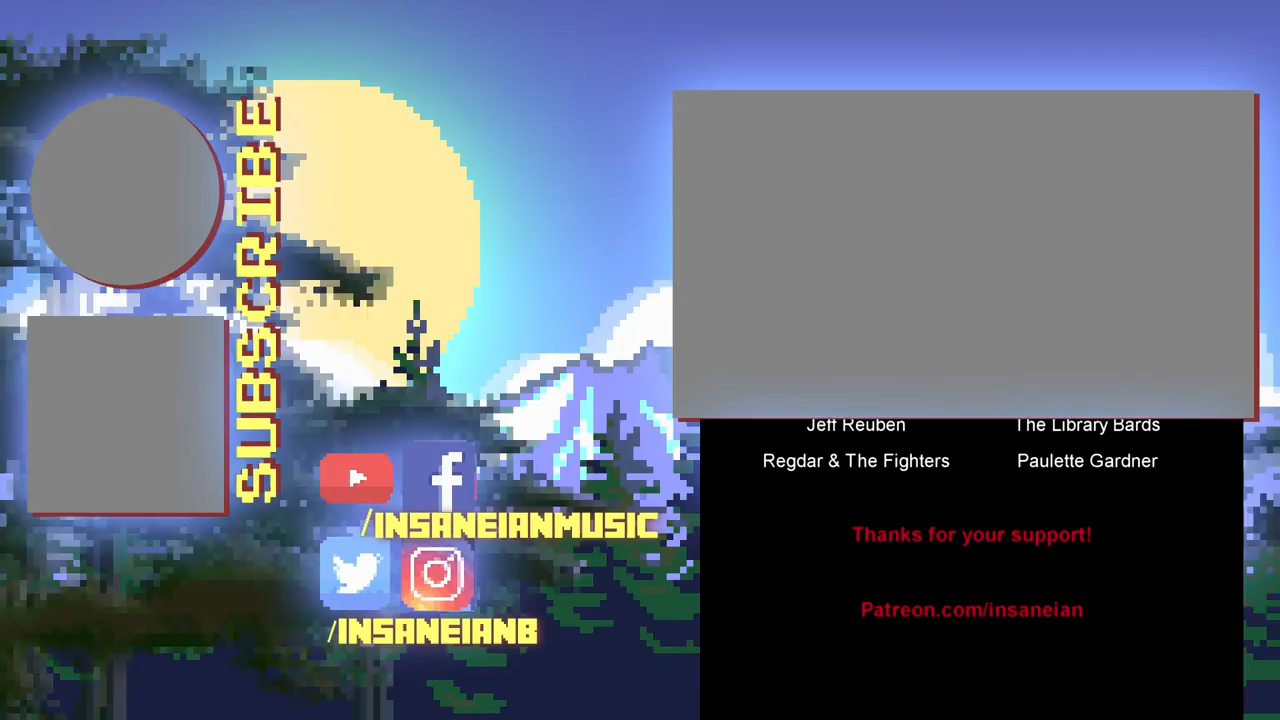 SUBSCRIBE
/INSANEIANMUSIC
/INSANEIANB
Jeff Reuben
The Library Bards
Regdar & The Fighters
Paulette Gardner
Thanks for your support!
Patreon.com/insaneian